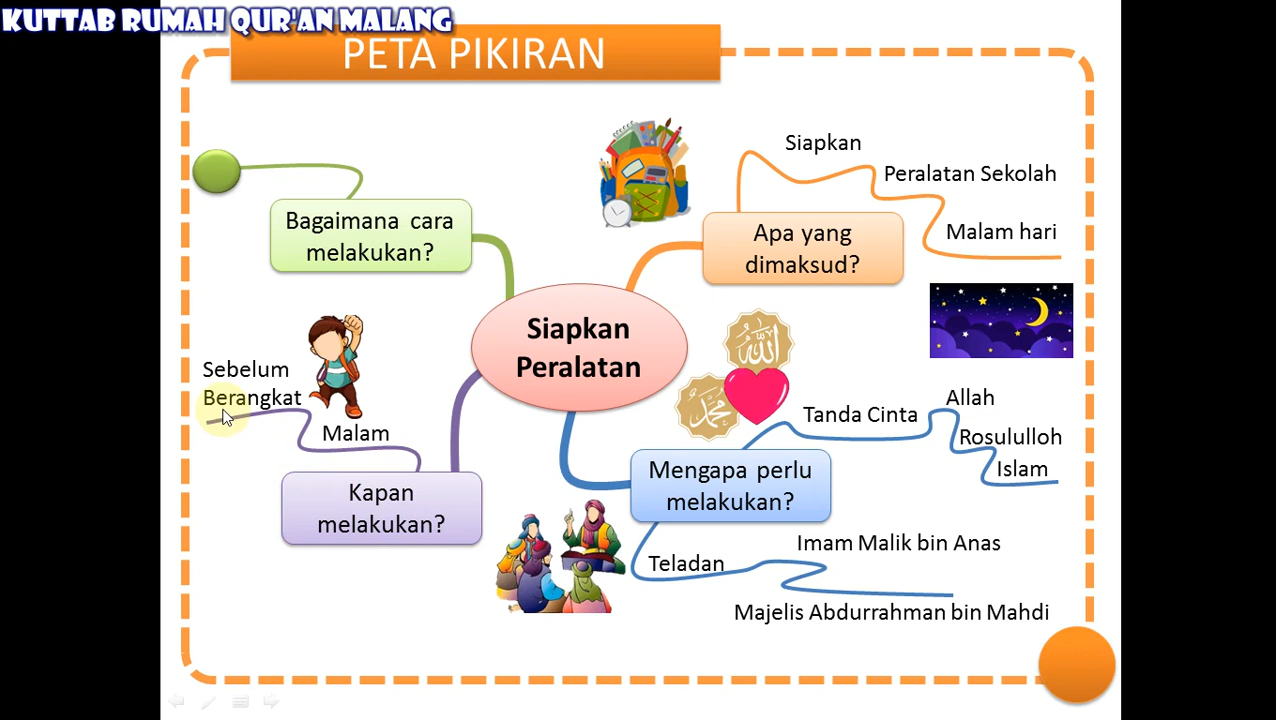 KUTTAB RUMAH QUR'AN MALANG
PETA PIKIRAN
Siapkan
Peralatan Sekolah
Malam hari
Apa yang
dimaksud?
Bagaimana cara
melakukan?
Siapkan
Peralatan
الله
محمد
Sebelum
Berangkat
Malam
Kapan
melakukan?
Tanda Cinta
Allah
Rosululloh
Islam
Mengapa perlu
melakukan?
Teladan
Imam Malik bin Anas
Majelis Abdurrahman bin Mahdi